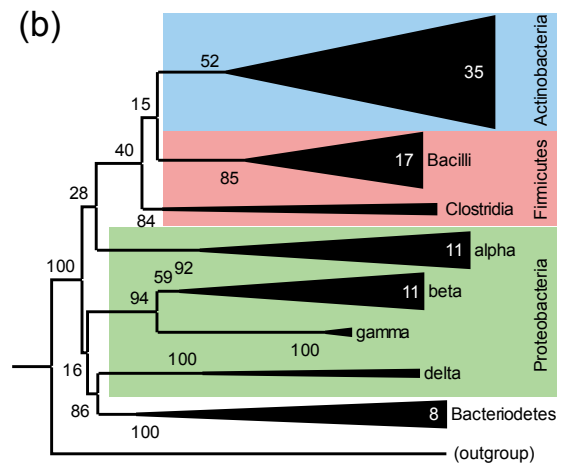 (b)
52
35
Actinobacteria
15
40
17
Bacilli
85
Firmicutes
84
Clostridia
28
11
alpha
100
59
92
11
beta
94
gamma
100
Proteobacteria
100
delta
16
86
8
Bacteriodetes
100
(outgroup)